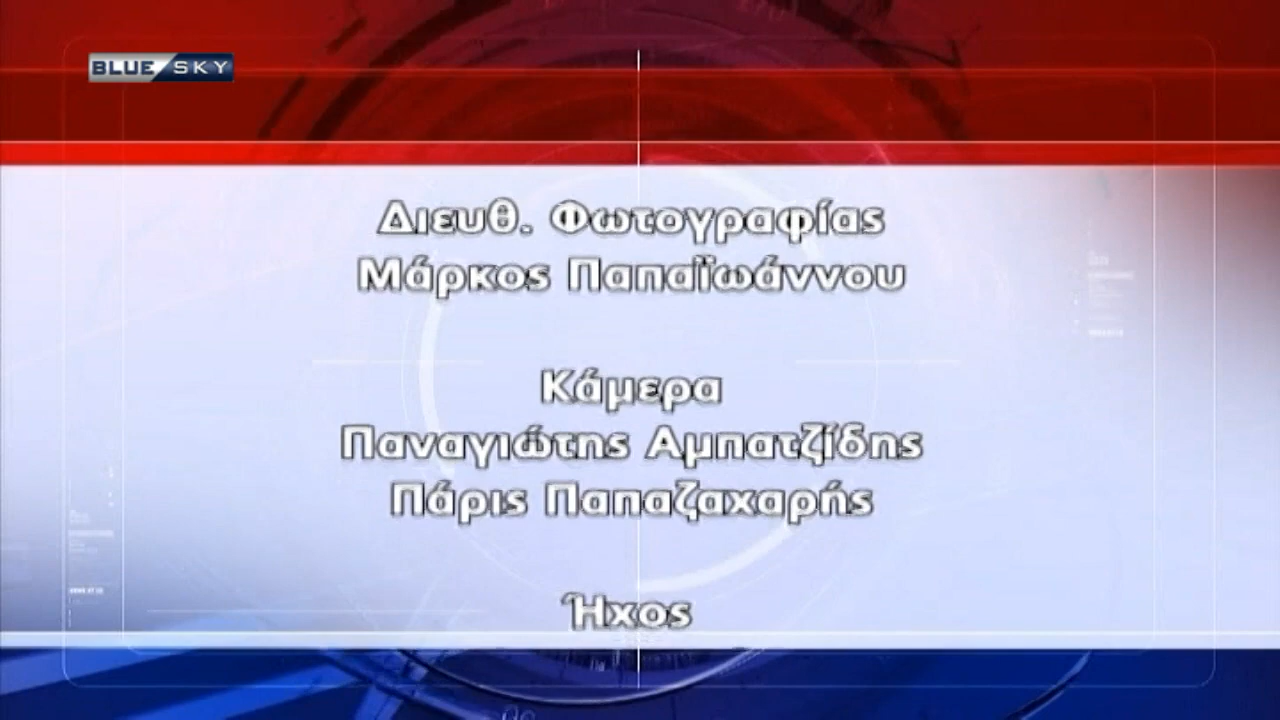 BLUE SKY
Διευθ. Φωτογραφίας
Μάρκος Παπαϊωάννου
Κάμερα
Παναγιώτης Αμπατζίδης
Πάρις Παπαζαχαρής
Ήχος